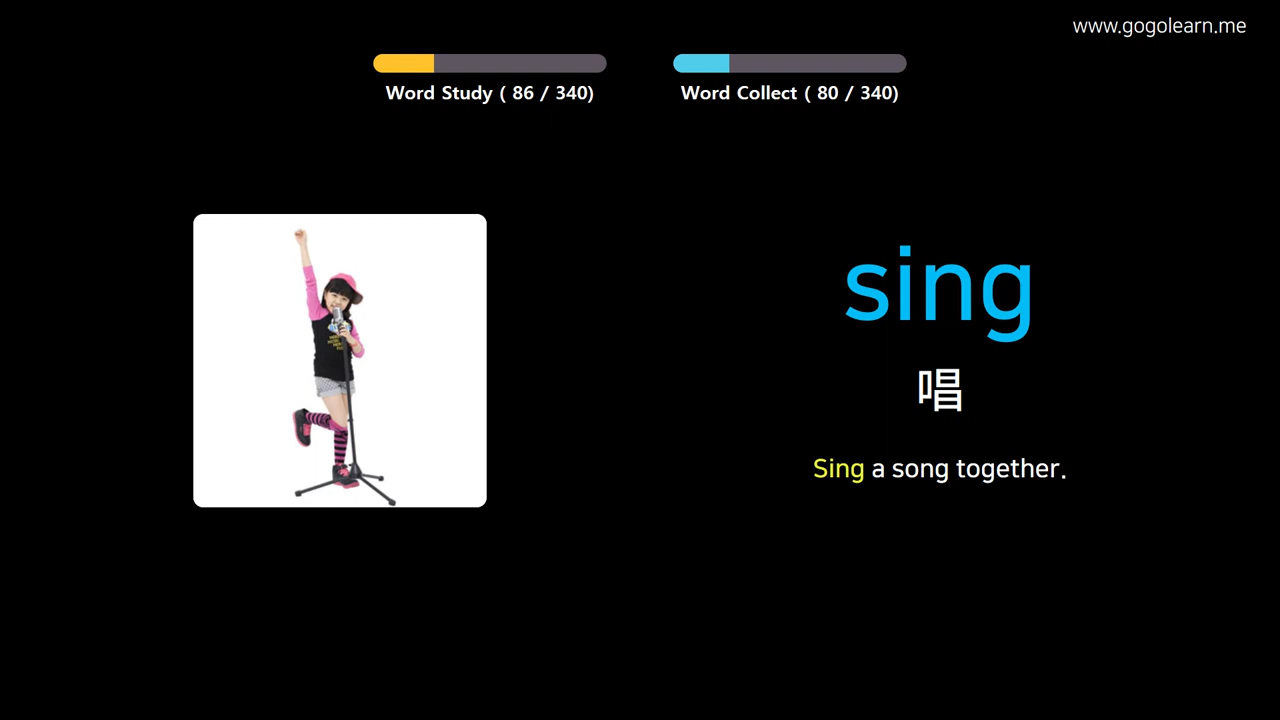 www.gogolearn.me
Word Study ( 86 / 340)
Word Collect ( 80 / 340)
sing
唱
Sing a song together.